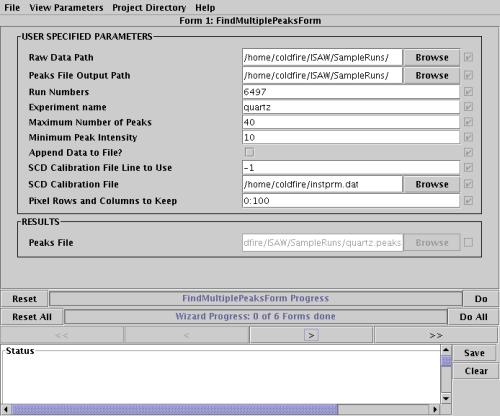 File View Parameters Project Directory Help
Form 1: FindMultiplePeaksForm
USER SPECIFIED PARAMETERS
Raw Data Path /home/coldfire/ISAW/SampleRuns/ Browse
Peaks File Output Path /home/coldfire/ISAW/SampleRuns/ Browse
Run Numbers 6497
Experiment name quartz
Maximum Number of Peaks 40
Minimum Peak Intensity 10
Append Data to File?
SCD Calibration File Line to Use -1
SCD Calibration File /home/coldfire/instprm.dat Browse
Pixel Rows and Columns to Keep 0:100
RESULTS
Peaks File dfire/ISAW/SampleRuns/quartz.peaks Browse
Reset FindMultiplePeaksForm Progress Do
Reset All Wizard Progress: 0 of 6 Forms done Do All
<< < > >>
Status Save
Clear